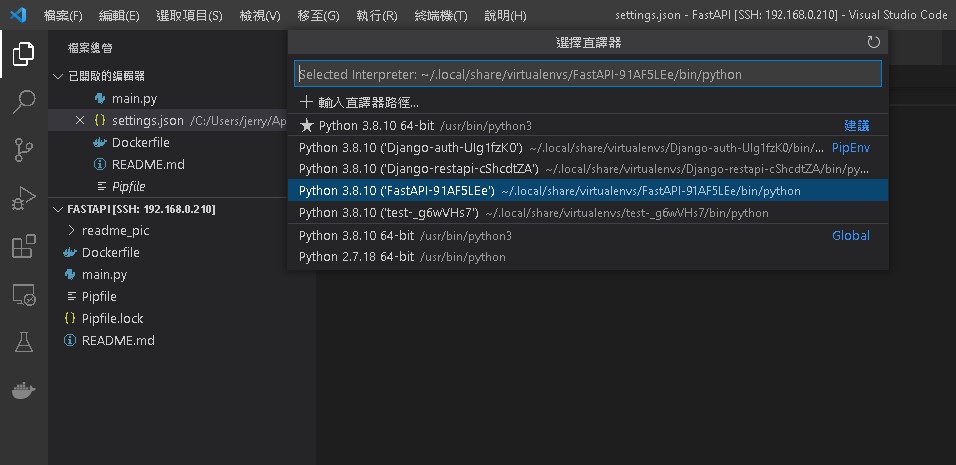 檔案(F) 編輯(E) 選取項目(S) 檢視(V) 移至(G) 執行(R) 終端機(T) 說明(H) settings.json - FastAPI [SSH: 192.168.0.210] - Visual Studio Code
檔案總管
已開啟的編輯器
main.py
settings.json /C:/Users/jerry/Ap
Dockerfile
README.md
Pipfile
FASTAPI [SSH: 192.168.0.210]
readme_pic
Dockerfile
main.py
Pipfile
Pipfile.lock
README.md
選擇直譯器
Selected Interpreter: ~/.local/share/virtualenvs/FastAPI-91AF5LEe/bin/python
輸入直譯器路徑...
Python 3.8.10 64-bit /usr/bin/python3 建議
Python 3.8.10 ('Django-auth-UIg1fzK0') ~/.local/share/virtualenvs/Django-auth-UIg1fzK0/bin/... PipEnv
Python 3.8.10 ('Django-restapi-cShcdtZA') ~/.local/share/virtualenvs/Django-restapi-cShcdtZA/bin/py...
Python 3.8.10 ('FastAPI-91AF5LEe') ~/.local/share/virtualenvs/FastAPI-91AF5LEe/bin/python
Python 3.8.10 ('test-_g6wVHs7') ~/.local/share/virtualenvs/test-_g6wVHs7/bin/python
Python 3.8.10 64-bit /usr/bin/python3 Global
Python 2.7.18 64-bit /usr/bin/python